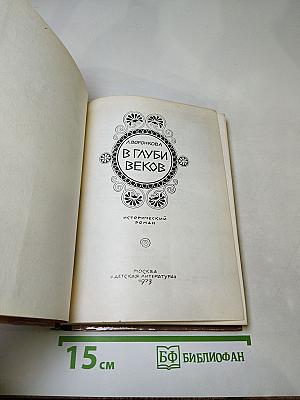 Л. ВОРОНКОВА
В ГЛУБИ
ВЕКОВ
ИСТОРИЧЕСКИЙ
РОМАН
МОСКВА
«ДЕТСКАЯ ЛИТЕРАТУРА»
1973
15 см
БФ БИБЛИОФАН